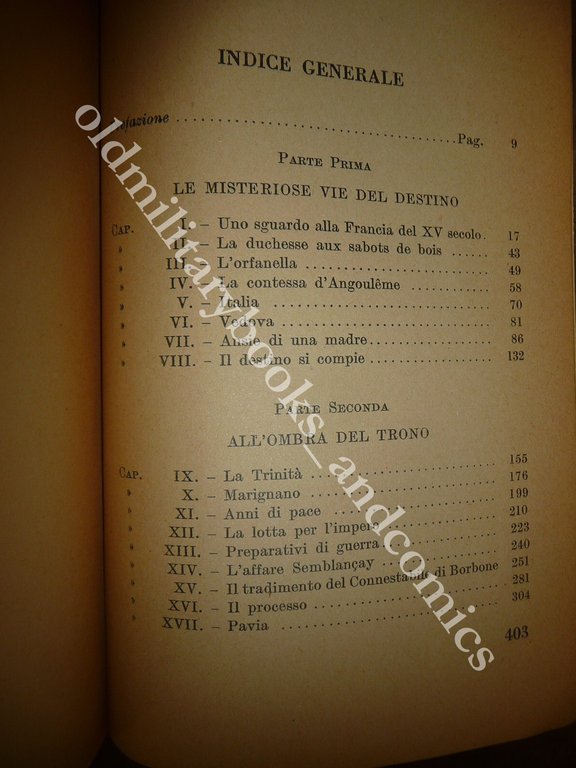 INDICE GENERALE
Prefazione . . . . . . . . . . . . . . . . . . . . . . . . . . . . Pag. 9
PARTE PRIMA
LE MISTERIOSE VIE DEL DESTINO
CAP. I. – Uno sguardo alla Francia del XV secolo. 17
» II. – La duchesse aux sabots de bois ...... 43
» III. – L'orfanella ........................ 49
» IV. – La contessa d'Angoulême ............ 58
» V. – Italia ............................ 70
» VI. – Vedova ............................ 81
» VII. – Ansie di una madre ................ 86
» VIII. – Il destino si compie .............. 132
PARTE SECONDA
ALL'OMBRA DEL TRONO
CAP. IX. – La Trinità ........................ 155
» X. – Marignano ........................ 176
» XI. – Anni di pace ...................... 199
» XII. – La lotta per l'impero .............. 210
» XIII. – Preparativi di guerra .............. 223
» XIV. – L'affare Semblançay ................ 240
» XV. – Il tradimento del Connestabile di Borbone 251
» XVI. – Il processo ........................ 281
» XVII. – Pavia ............................ 304
403
oldmilitarybooks_andcomics